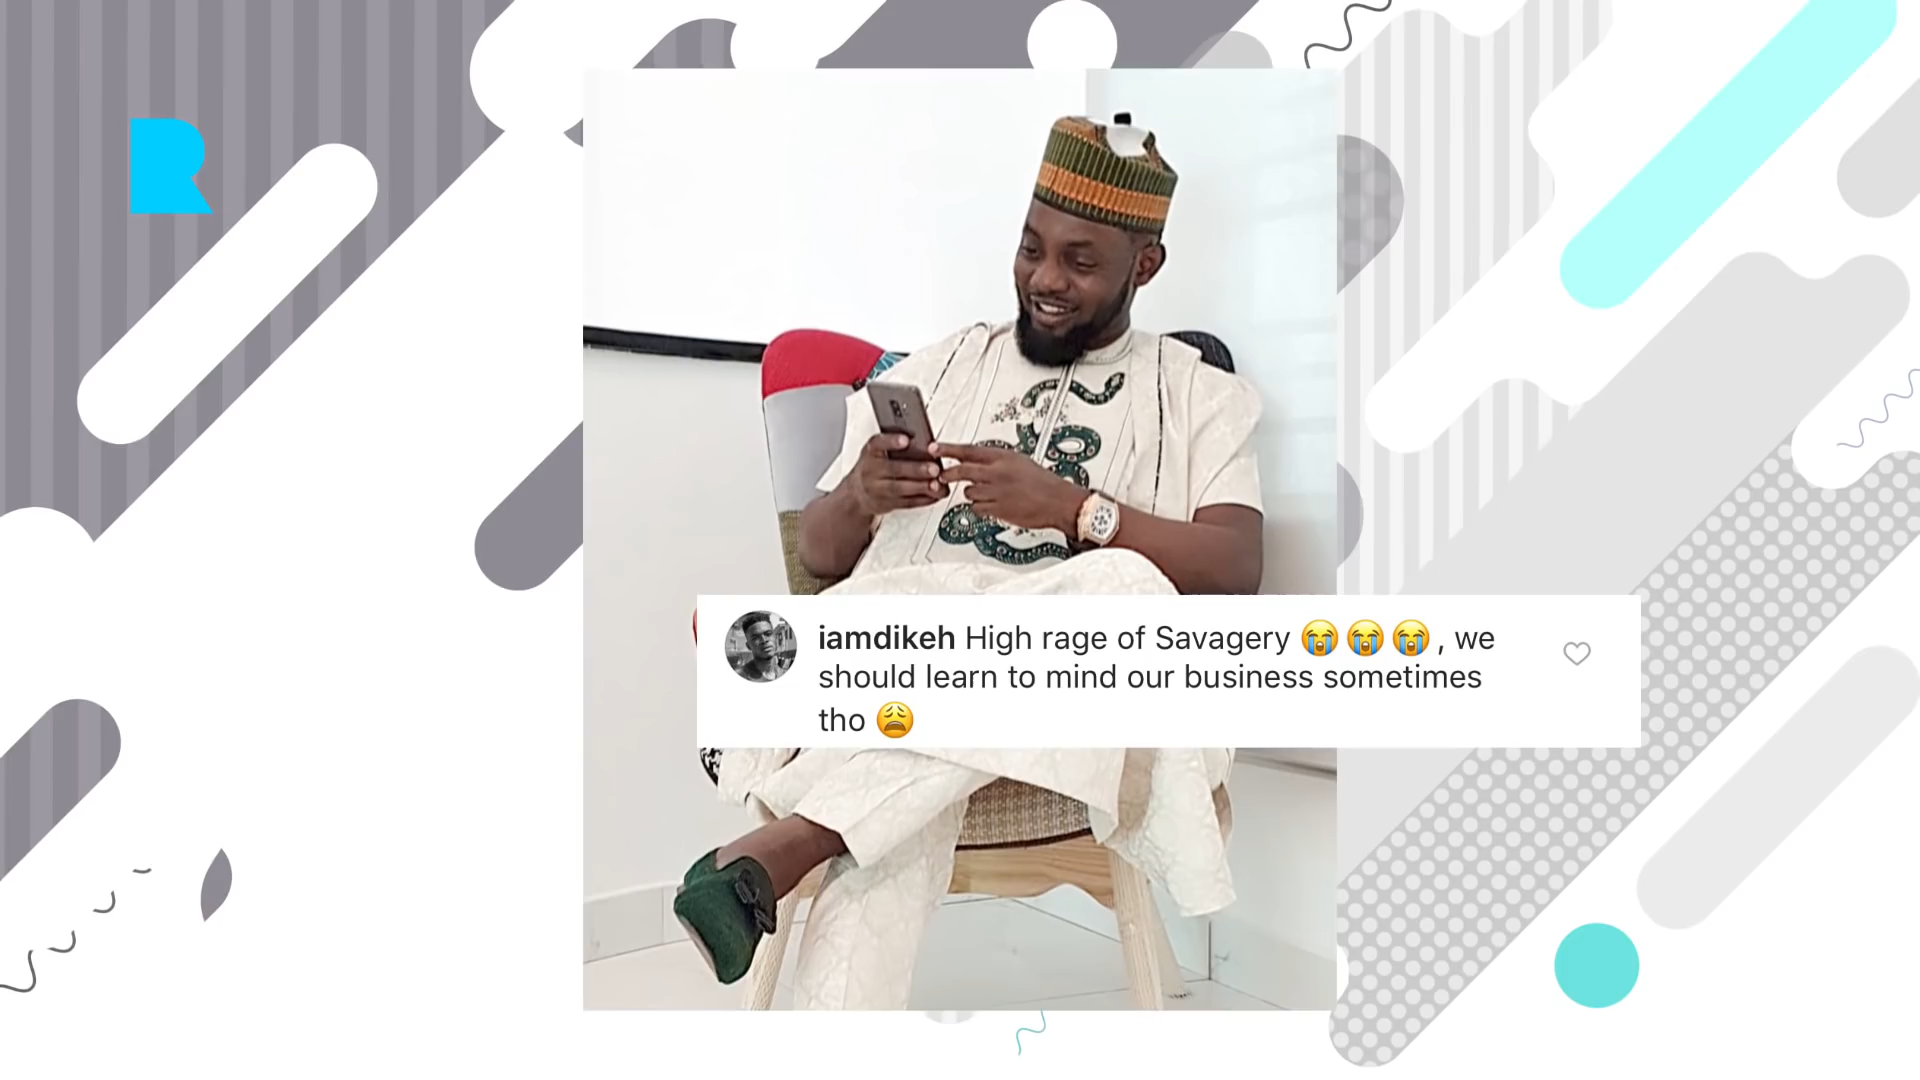 R
iamdikeh High rage of Savagery 😭😭😭, we
should learn to mind our business sometimes
tho 😩